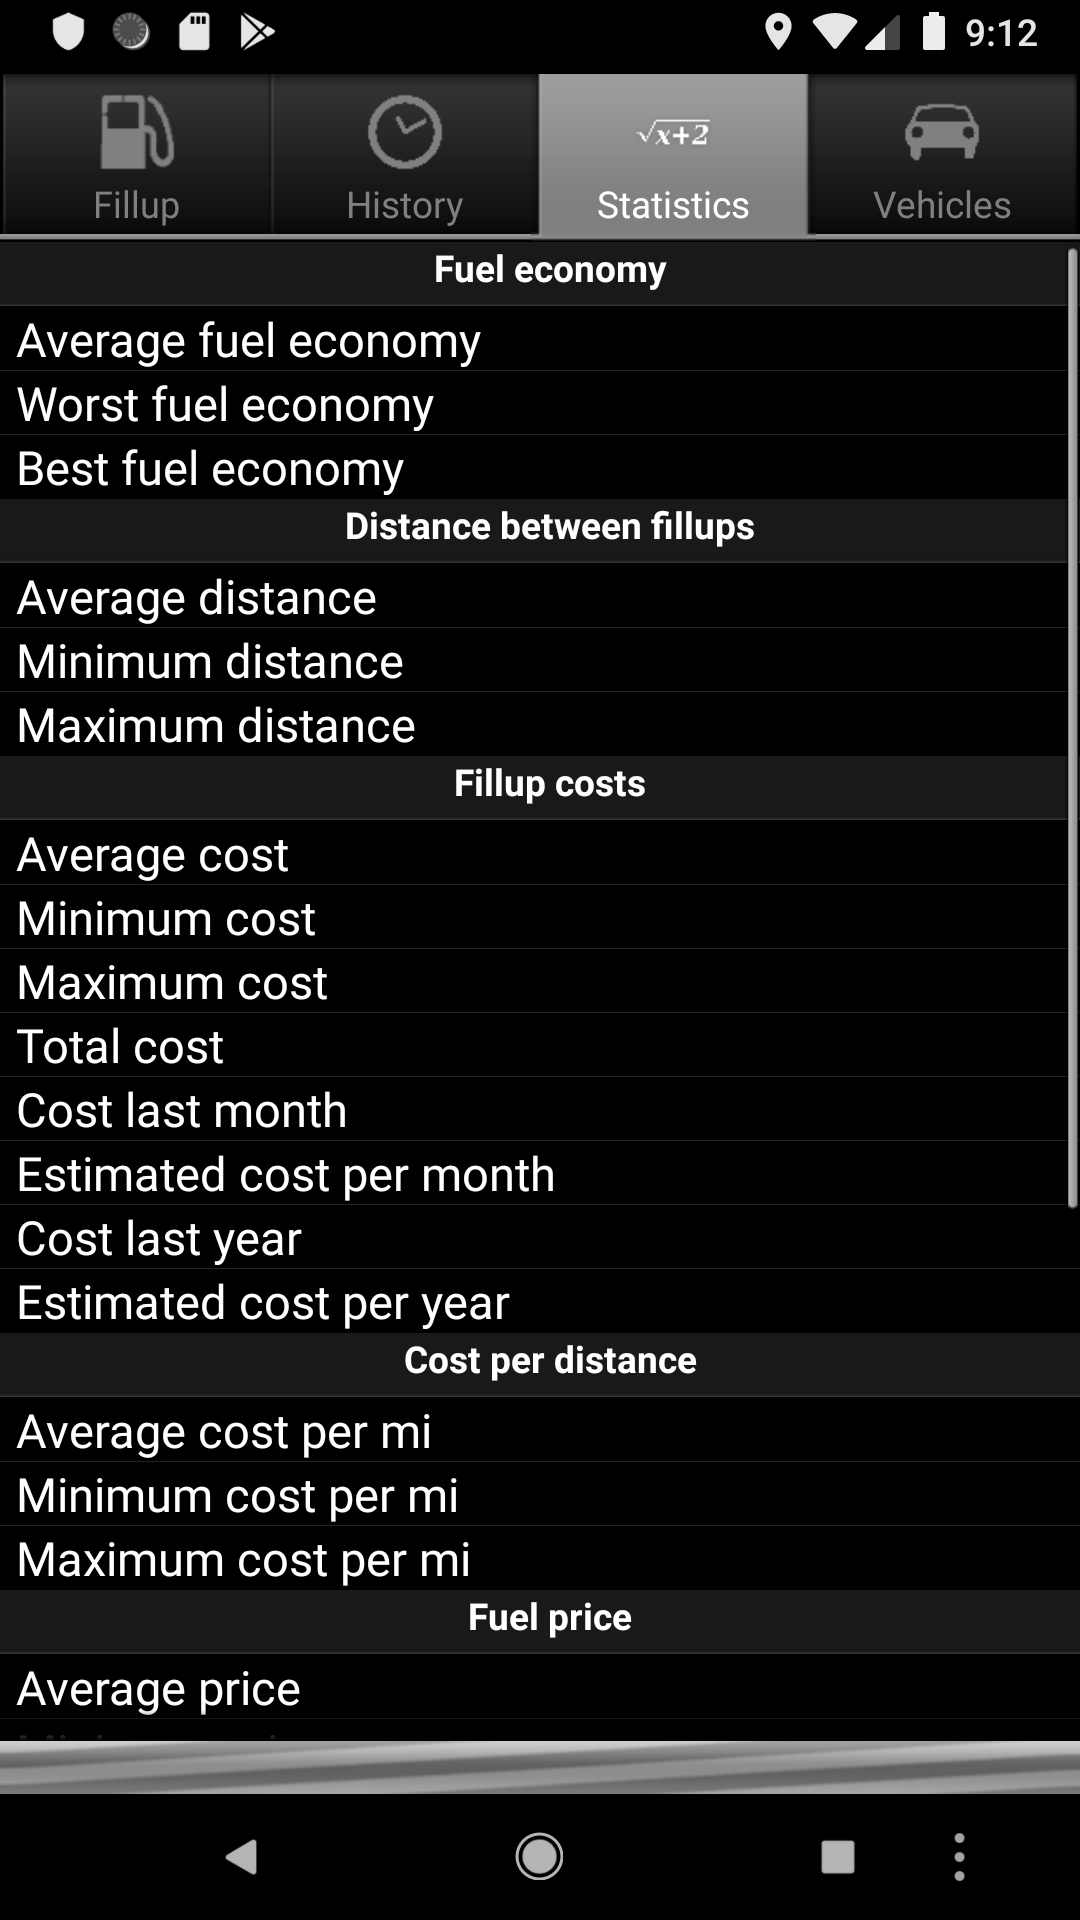 9:12
√x+2
Fillup
History
Statistics
Vehicles
Fuel economy
Average fuel economy
Worst fuel economy
Best fuel economy
Distance between fillups
Average distance
Minimum distance
Maximum distance
Fillup costs
Average cost
Minimum cost
Maximum cost
Total cost
Cost last month
Estimated cost per month
Cost last year
Estimated cost per year
Cost per distance
Average cost per mi
Minimum cost per mi
Maximum cost per mi
Fuel price
Average price